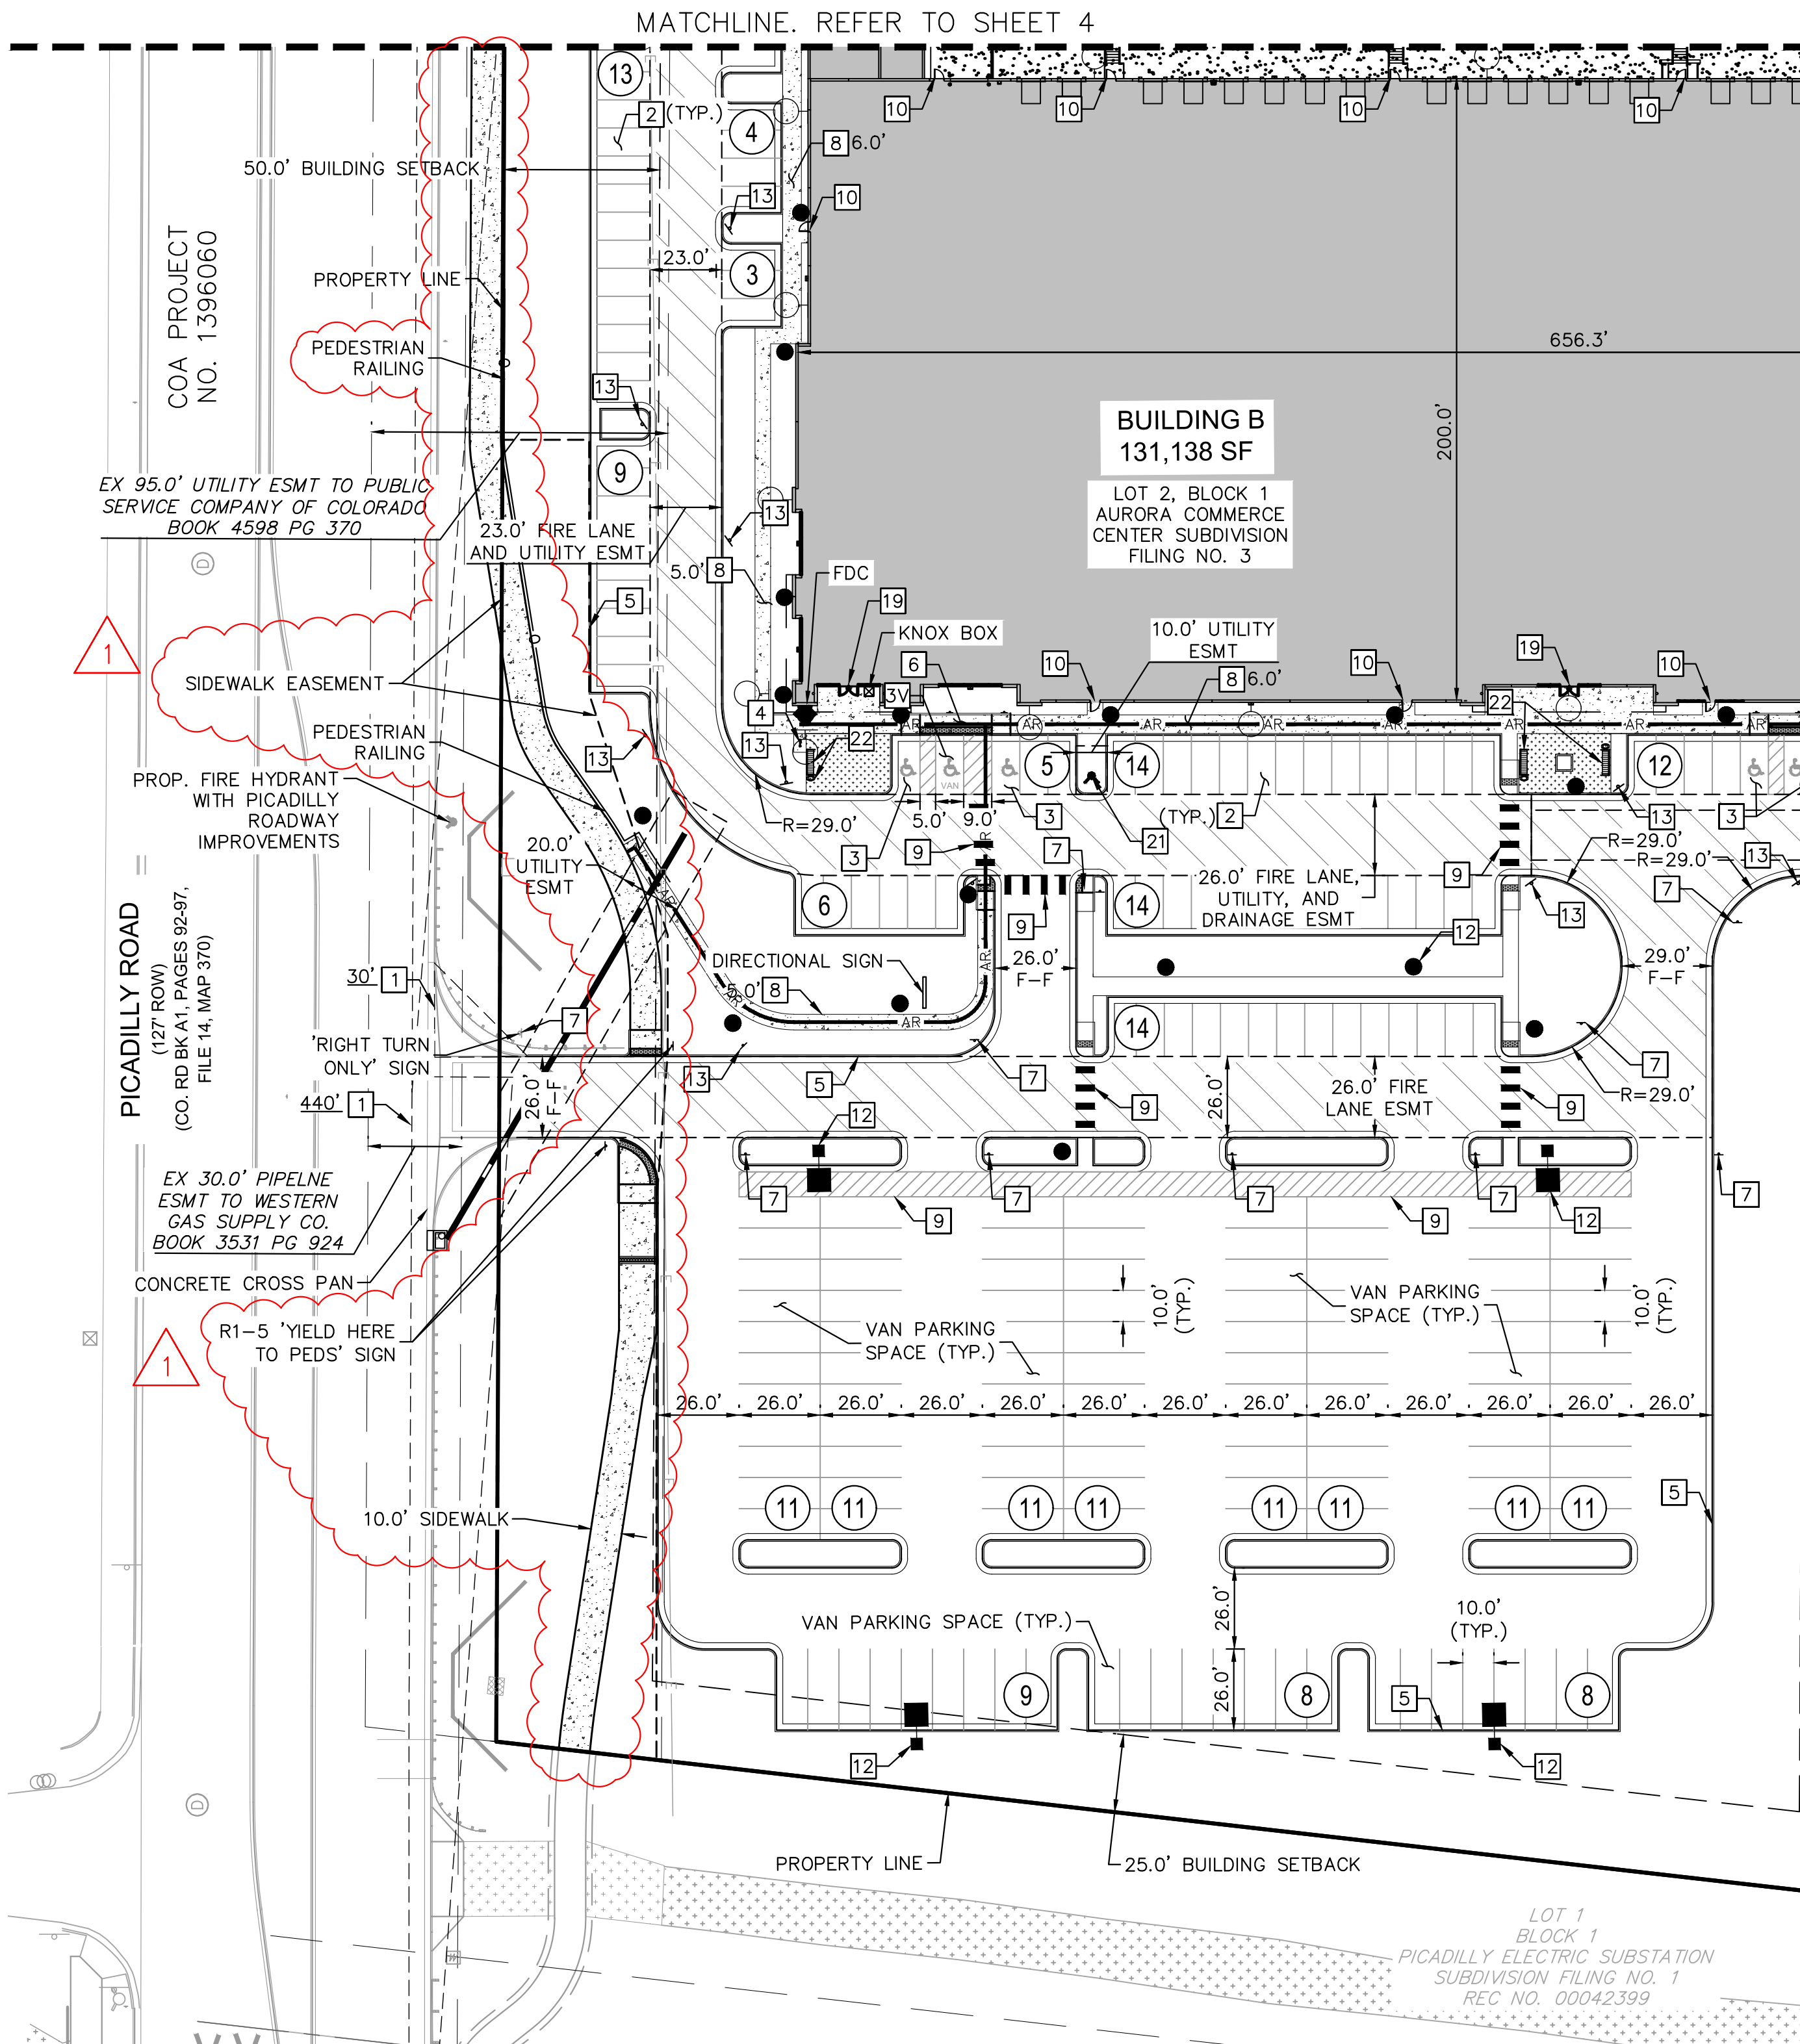 MATCHLINE. REFER TO SHEET 4
13
2 (TYP.)
4
8 6.0'
10
10
10
10
50.0' BUILDING SETBACK
13
10
COA PROJECT
NO. 1396060
23.0'
3
PROPERTY LINE
PEDESTRIAN
RAILING
656.3'
13
BUILDING B
131,138 SF
200.0'
9
EX 95.0' UTILITY ESMT TO PUBLIC
SERVICE COMPANY OF COLORADO
BOOK 4598 PG 370
LOT 2, BLOCK 1
AURORA COMMERCE
CENTER SUBDIVISION
FILING NO. 3
23.0' FIRE LANE
AND UTILITY ESMT
13
5.0' 8
FDC
D
5
19
KNOX BOX
10.0' UTILITY
ESMT
1
6
10
10
19
10
SIDEWALK EASEMENT
3V
8 6.0'
22
4
AR
AR
AR
AR
AR
AR
AR
AR
PEDESTRIAN
RAILING
13
13
22
5
14
12
VAN
PROP. FIRE HYDRANT
WITH PICADILLY
ROADWAY
IMPROVEMENTS
R=29.0'
5.0'
9.0'
3
(TYP.) 2
13
3
21
20.0'
UTILITY
ESMT
3
9
AR
7
R=29.0'
R=29.0'
13
9
7
26.0' FIRE LANE,
UTILITY, AND
DRAINAGE ESMT
6
14
13
9
12
PICADILLY ROAD
(127' ROW)
(CO. RD BK A1, PAGES 92-97,
FILE 14, MAP 370)
AR
DIRECTIONAL SIGN
AR
26.0'
F-F
29.0'
F-F
30' 1
5.0' 8
AR
AR
14
7
'RIGHT TURN
ONLY' SIGN
13
5
7
7
26.0'
F-F
26.0'
26.0' FIRE
LANE ESMT
R=29.0'
440' 1
12
9
9
EX 30.0' PIPELNE
ESMT TO WESTERN
GAS SUPPLY CO.
BOOK 3531 PG 924
7
7
7
7
7
9
9
12
CONCRETE CROSS PAN
10.0'
(TYP.)
VAN PARKING
SPACE (TYP.)
10.0'
(TYP.)
R1-5 'YIELD HERE
TO PEDS' SIGN
VAN PARKING
SPACE (TYP.)
1
26.0' 26.0' 26.0' 26.0' 26.0' 26.0' 26.0' 26.0' 26.0' 26.0' 26.0' 26.0' 26.0'
5
11 11 11 11 11 11 11 11
10.0' SIDEWALK
VAN PARKING SPACE (TYP.)
26.0'
10.0'
(TYP.)
26.0'
9
8
5
8
12
12
D
PROPERTY LINE
25.0' BUILDING SETBACK
LOT 1
BLOCK 1
PICADILLY ELECTRIC SUBSTATION
SUBDIVISION FILING NO. 1
REC NO. 00042399